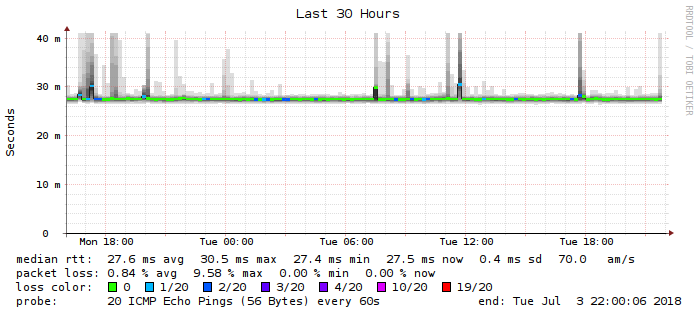 Last 30 Hours
RRDTOOL / TOBI OETIKER
Seconds
40 m
30 m
20 m
10 m
0
Mon 18:00 Tue 00:00 Tue 06:00 Tue 12:00 Tue 18:00
median rtt: 27.6 ms avg 30.5 ms max 27.4 ms min 27.5 ms now 0.4 ms sd 70.0 am/s
packet loss: 0.84 % avg 9.58 % max 0.00 % min 0.00 % now
loss color: 0 1/20 2/20 3/20 4/20 10/20 19/20
probe: 20 ICMP Echo Pings (56 Bytes) every 60s end: Tue Jul 3 22:00:06 2018